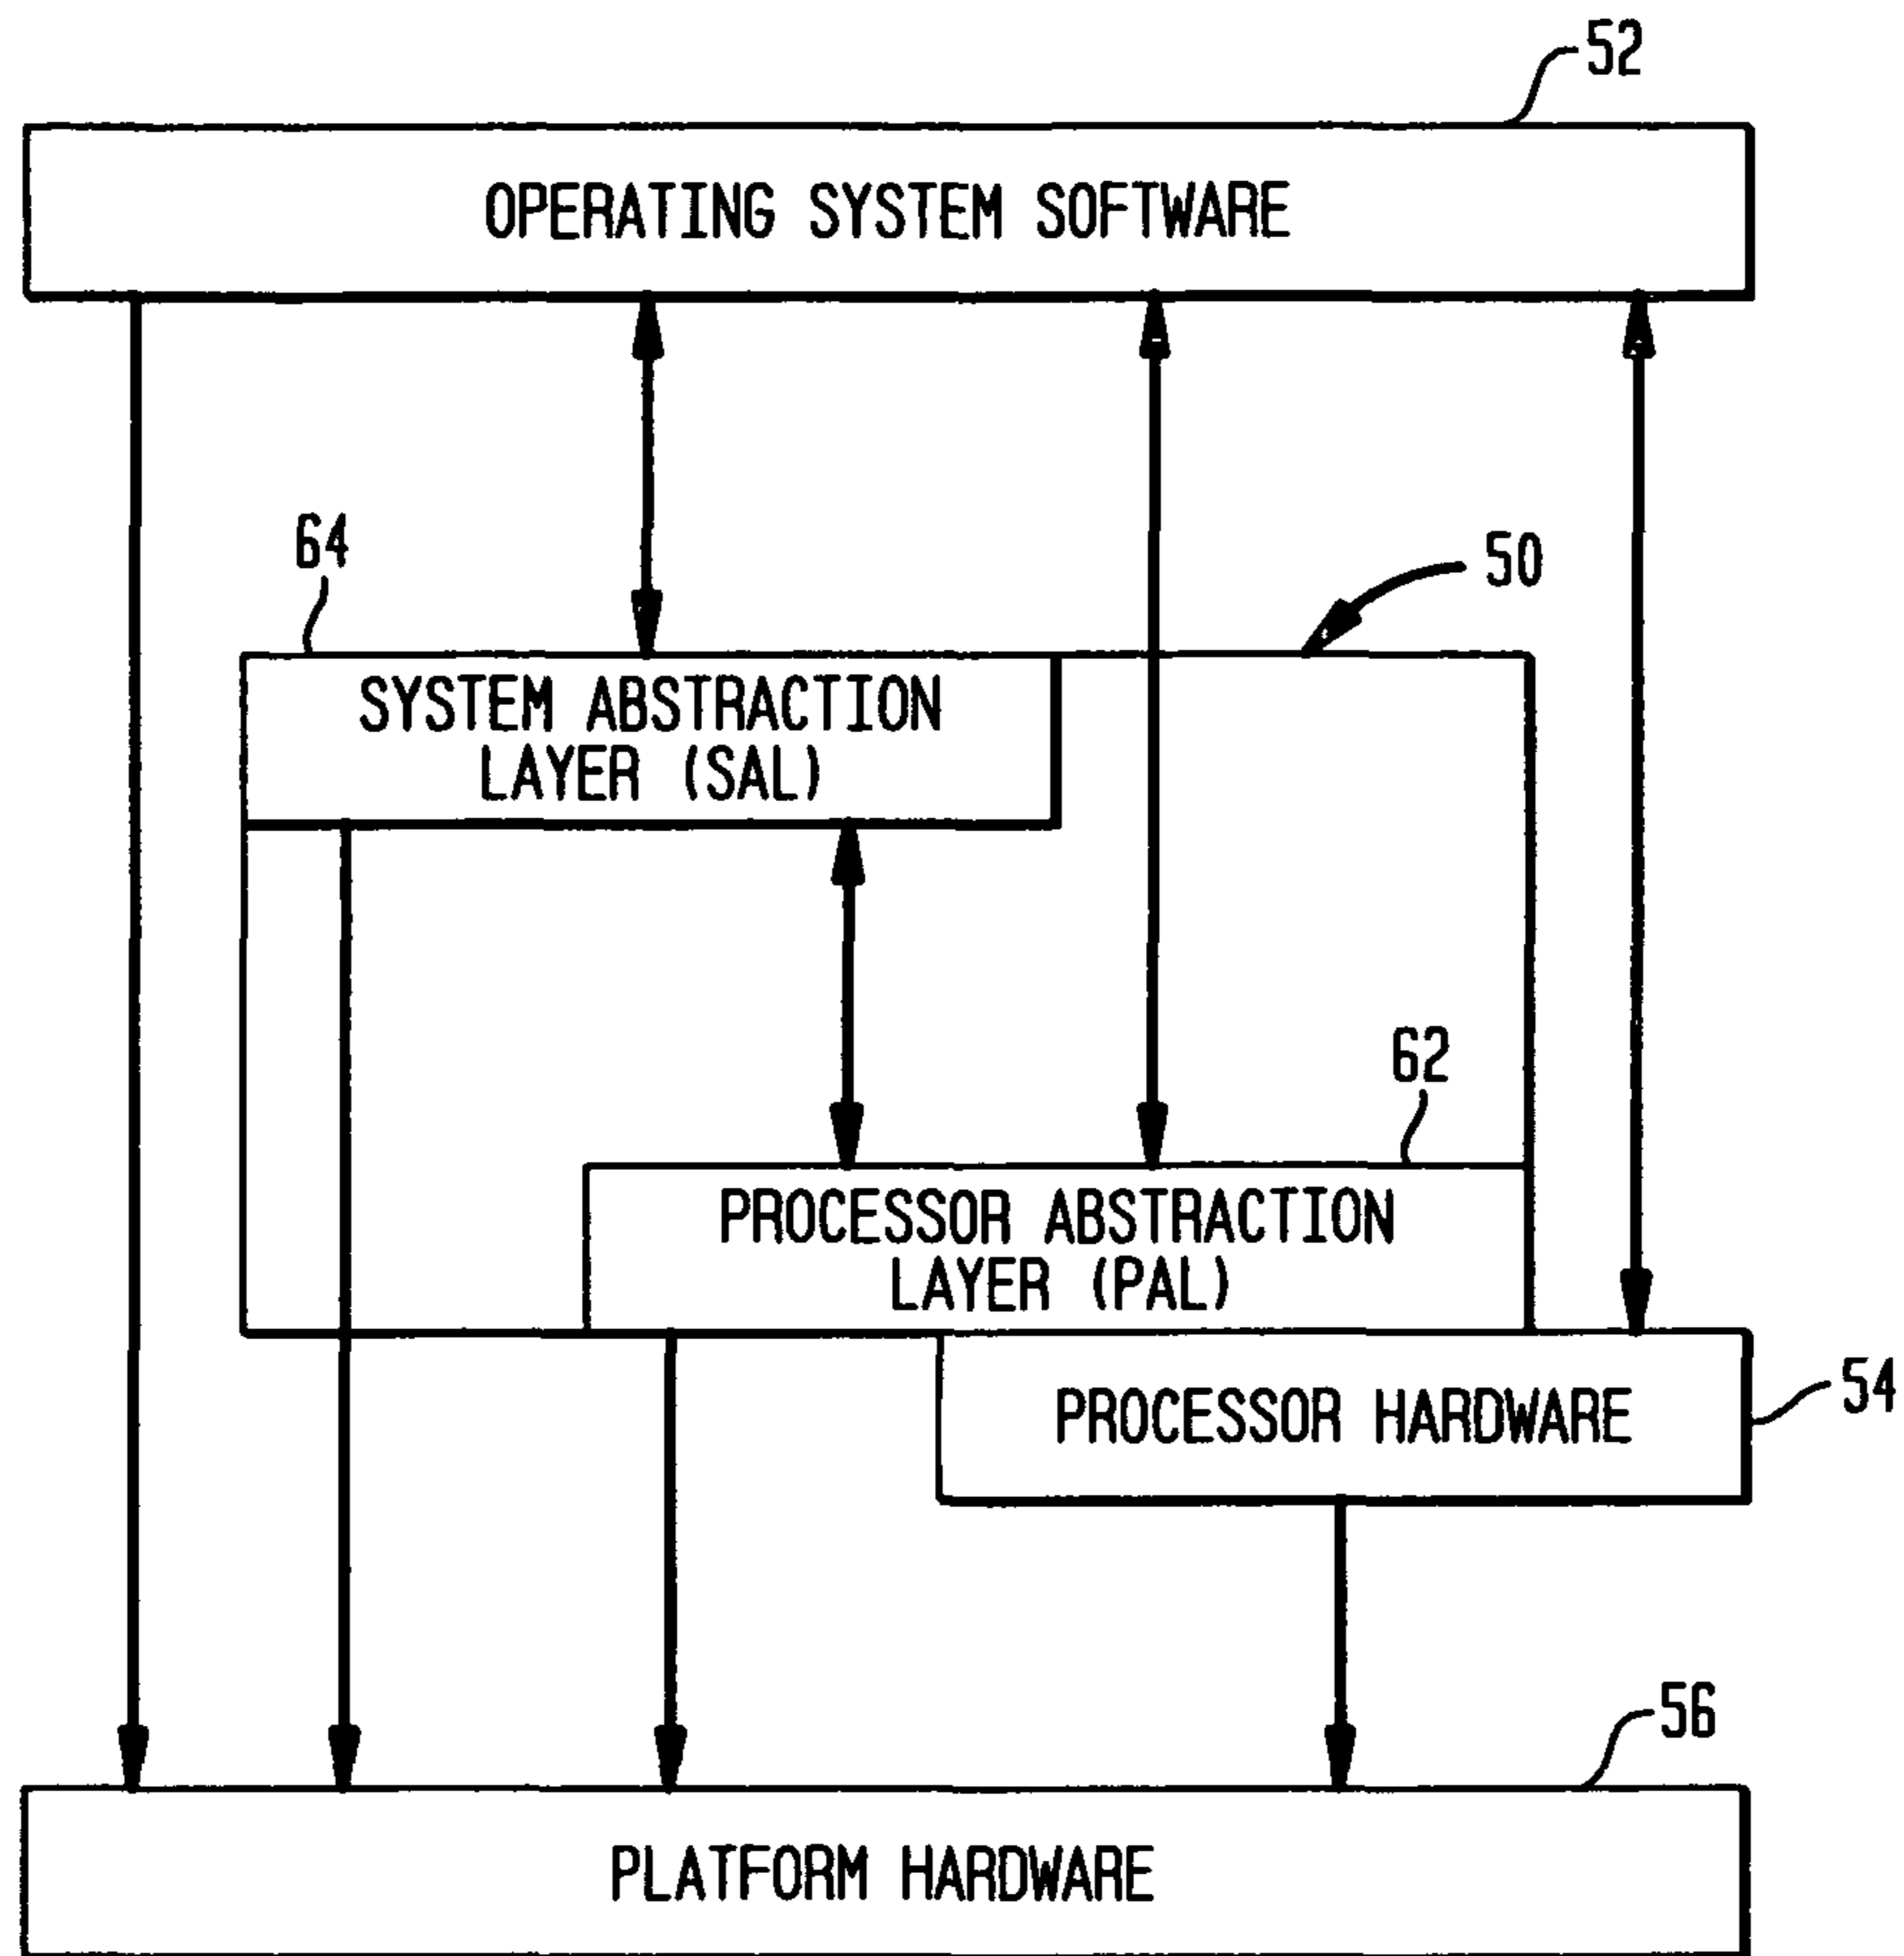 52
OPERATING SYSTEM SOFTWARE
64
50
SYSTEM ABSTRACTION
LAYER (SAL)
62
PROCESSOR ABSTRACTION
LAYER (PAL)
PROCESSOR HARDWARE
54
56
PLATFORM HARDWARE